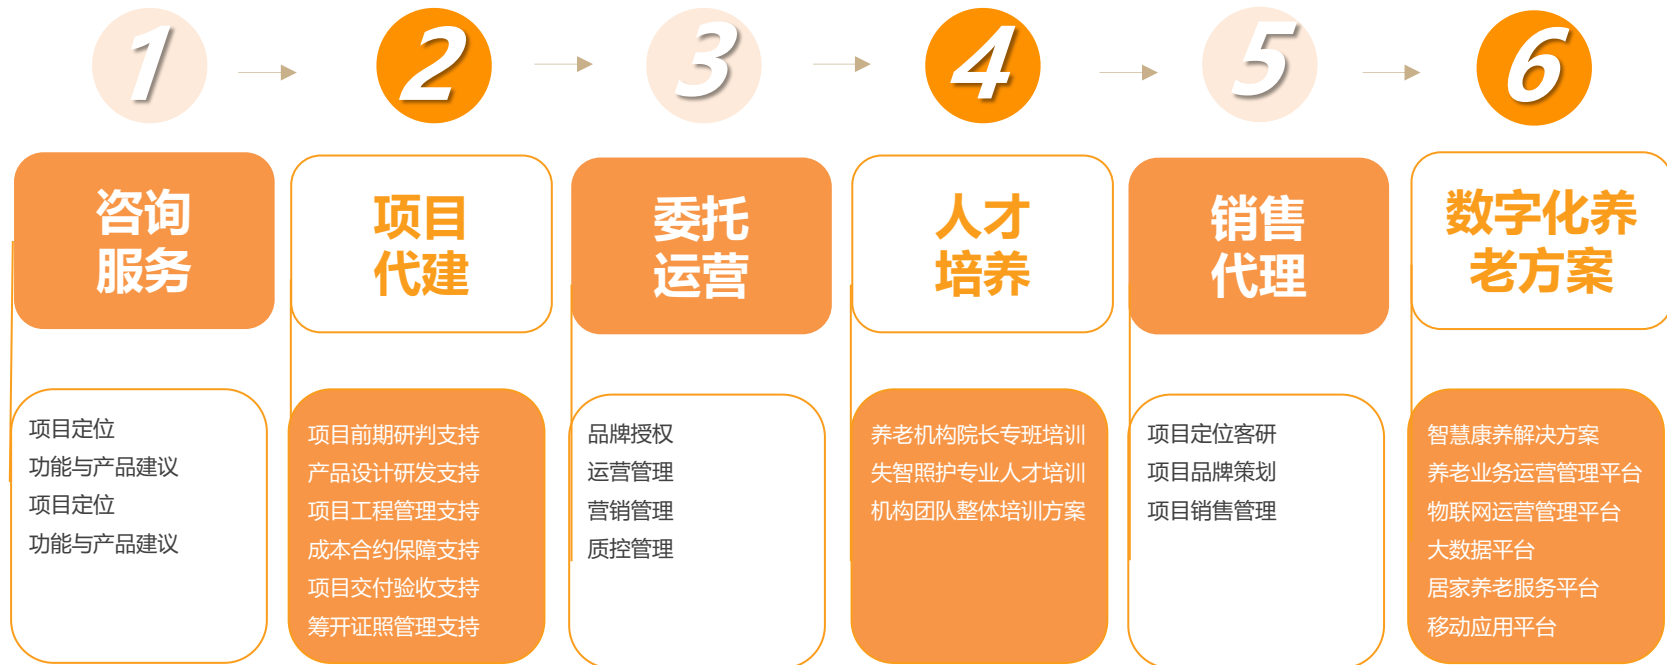 1
2
3
4
5
6
咨询
服务
项目
代建
委托
运营
人才
培养
销售
代理
数字化养
老方案
项目定位
功能与产品建议
项目定位
功能与产品建议
项目前期研判支持
产品设计研发支持
项目工程管理支持
成本合约保障支持
项目交付验收支持
筹开证照管理支持
品牌授权
运营管理
营销管理
质控管理
养老机构院长专班培训
失智照护专业人才培训
机构团队整体培训方案
项目定位客研
项目品牌策划
项目销售管理
智慧康养解决方案
养老业务运营管理平台
物联网运营管理平台
大数据平台
居家养老服务平台
移动应用平台